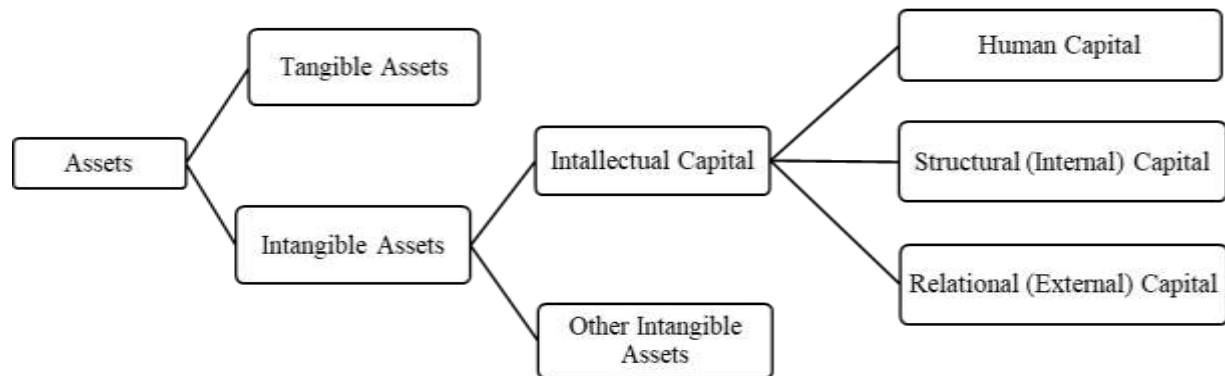 Human Capital
Tangible Assets
Assets
Intallectual Capital
Structural (Internal) Capital
Intangible Assets
Relational (External) Capital
Other Intangible
Assets